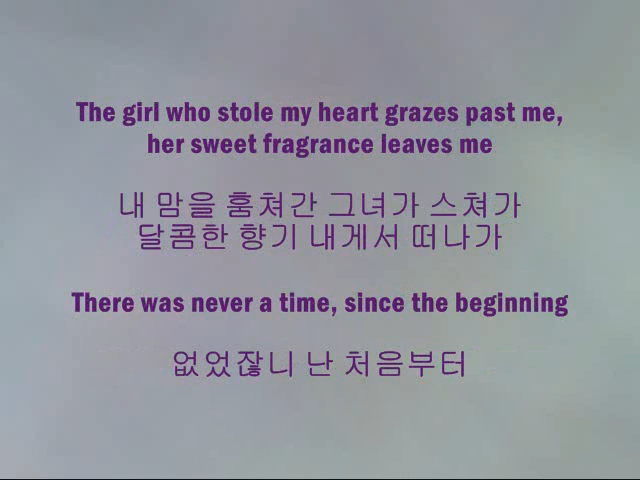 The girl who stole my heart grazes past me,
her sweet fragrance leaves me
내 맘을 훔쳐간 그녀가 스쳐가
달콤한 향기 내게서 떠나가
There was never a time, since the beginning
없었잖니 난 처음부터